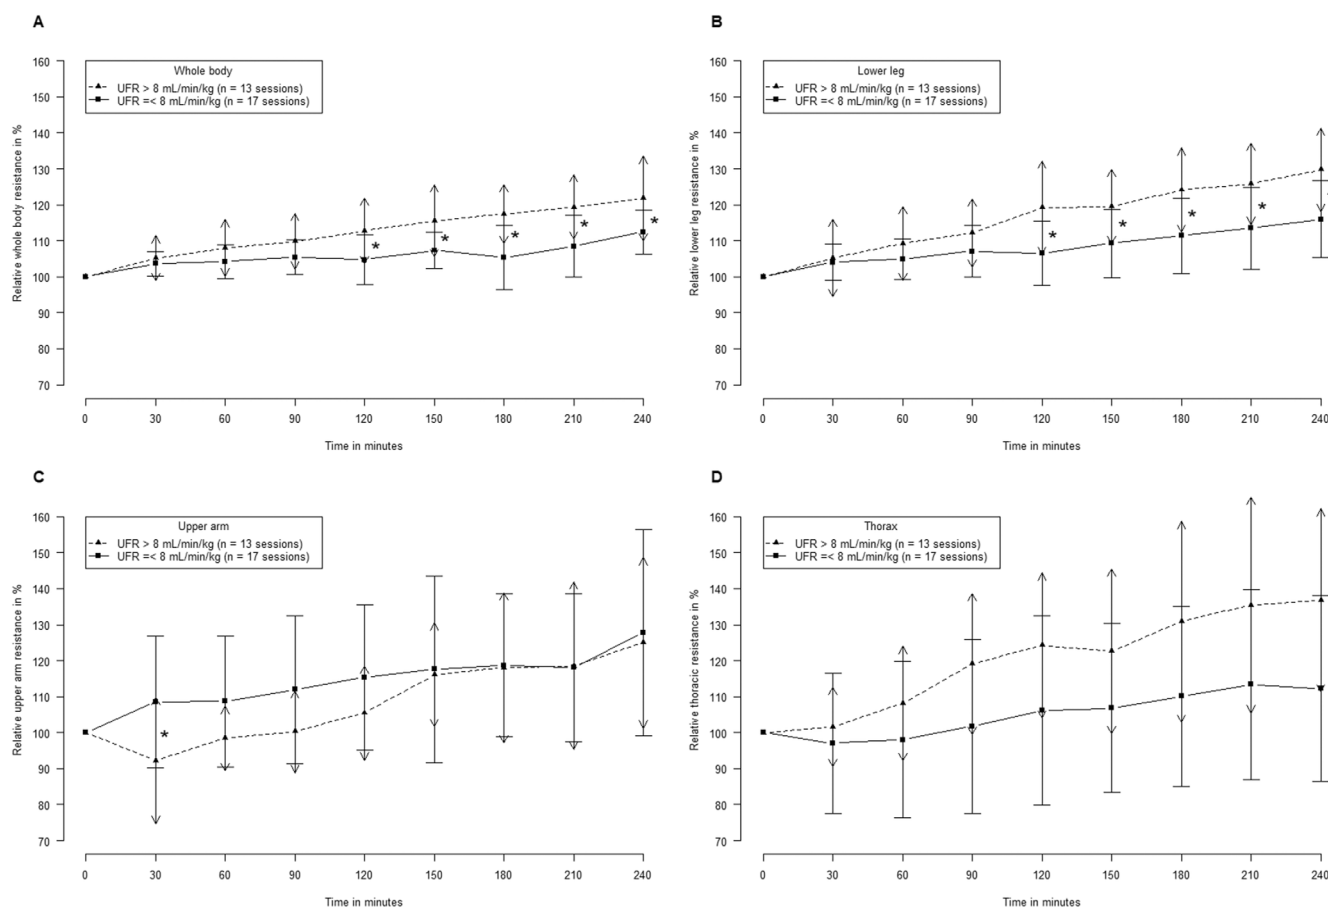 A
Whole body
UFR > 8 mL/min/kg (n = 13 sessions)
UFR =< 8 mL/min/kg (n = 17 sessions)
Relative whole body resistance in %
160
150
140
130
120
110
100
90
80
70
* * * * *
0 30 60 90 120 150 180 210 240
Time in minutes
B
Lower leg
UFR > 8 mL/min/kg (n = 13 sessions)
UFR =< 8 mL/min/kg (n = 17 sessions)
Relative lower leg resistance in %
160
150
140
130
120
110
100
90
80
70
* * * *
0 30 60 90 120 150 180 210 240
Time in minutes
C
Upper arm
UFR > 8 mL/min/kg (n = 13 sessions)
UFR =< 8 mL/min/kg (n = 17 sessions)
Relative upper arm resistance in %
160
150
140
130
120
110
100
90
80
70
*
0 30 60 90 120 150 180 210 240
Time in minutes
D
Thorax
UFR > 8 mL/min/kg (n = 13 sessions)
UFR =< 8 mL/min/kg (n = 17 sessions)
Relative thoracic resistance in %
160
150
140
130
120
110
100
90
80
70
0 30 60 90 120 150 180 210 240
Time in minutes